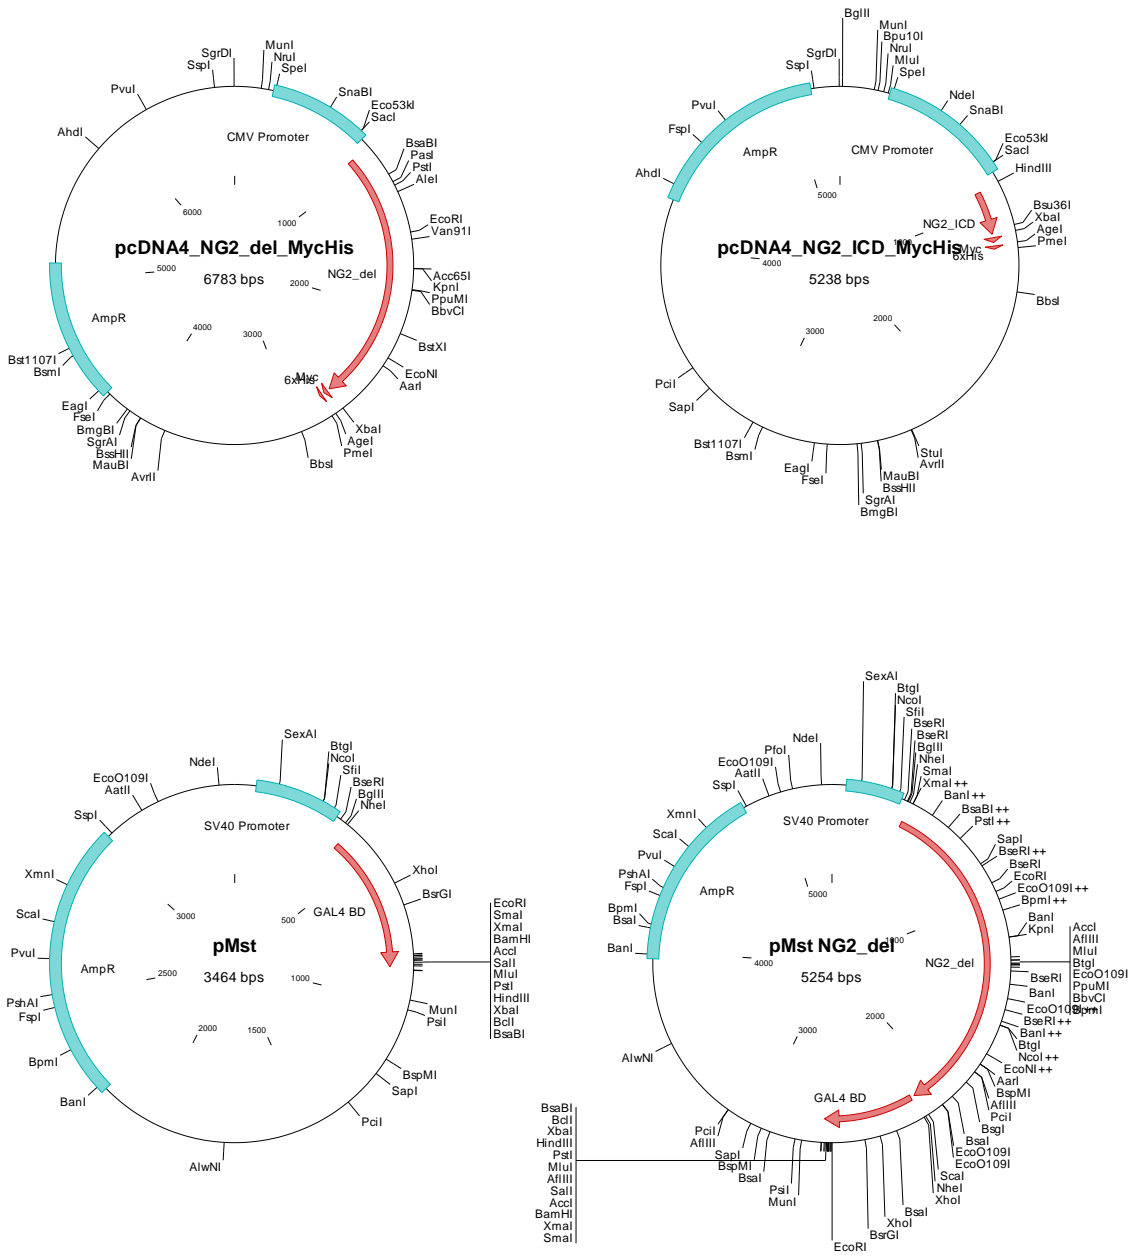 SgrDI
SspI
MunI
NruI
SpeI
SnaBI
Eco53kI
SacI
PvuI
AhdI
CMV Promoter
BsaBI
PasI
PstI
AleI
EcoRI
Van91I
6000
1000
pcDNA4_NG2_del_MycHis
6783 bps
5000
2000
NG2_del
Acc65I
KpnI
PpuMI
BbvCI
AmpR
4000
3000
BstXI
Bst1107I
BsmI
EcoNI
AarI
Myc
6xHis
EagI
FseI
BmgBI
SgrAI
BssHII
MauBI
AvrII
XbaI
AgeI
PmeI
BbsI
BglII
MunI
Bpu10I
NruI
MluI
SpeI
SgrDI
SspI
NdeI
SnaBI
PvuI
FspI
AmpR
CMV Promoter
Eco53kI
SacI
HindIII
AhdI
5000
Bsu36I
XbaI
AgeI
PmeI
NG2_ICD
1000
pcDNA4_NG2_ICD_MycHis
Myc
6xHis
4000
5238 bps
BbsI
3000
2000
PciI
SapI
Bst1107I
BsmI
EagI
FseI
StuI
AvrII
MauBI
BssHII
SgrAI
BmgBI
SexAI
BtgI
NcoI
SfiI
BseRI
BglII
NheI
NdeI
EcoO109I
AatII
SspI
SV40 Promoter
XmnI
ScaI
PvuI
PshAI
FspI
BpmI
BanI
AmpR
XhoI
BsrGI
3000
500
GAL4 BD
pMst
3464 bps
2500
1000
2000
1500
EcoRI
SmaI
XmaI
BamHI
AccI
SalI
MluI
PstI
HindIII
XbaI
BclI
BsaBI
MunI
PsiI
BspMI
SapI
PciI
AlwNI
SexAI
BtgI
NcoI
SfiI
BseRI
BseRI
BglII
NheI
SmaI
XmaI ++
BanI ++
BsaBI ++
PstI ++
SapI
BseRI ++
BseRI
EcoRI
EcoO109I ++
BpmI ++
BanI
KpnI
NdeI
PfoI
EcoO109I
AatII
SspI
XmnI
ScaI
PvuI
PshAI
FspI
BpmI
BsaI
BanI
SV40 Promoter
AmpR
5000
1000
pMst NG2_del
5254 bps
4000
NG2_del
3000
2000
AccI
AflIII
MluI
BtgI
EcoO109I
PpuMI
BbvCI
BpmI
BseRI
BanI
EcoO109I ++
BseRI ++
BanI ++
BtgI
NcoI ++
EcoNI ++
AarI
BspMI
AflIII
PciI
BsgI
BsaI
EcoO109I
EcoO109I
ScaI
NheI
XhoI
BsaI
XhoI
BsrGI
EcoRI
AlwNI
GAL4 BD
PciI
AflIII
SapI
BspMI
BsaI
PsiI
MunI
BsaBI
BclI
XbaI
HindIII
PstI
MluI
AflIII
SalI
AccI
BamHI
XmaI
SmaI